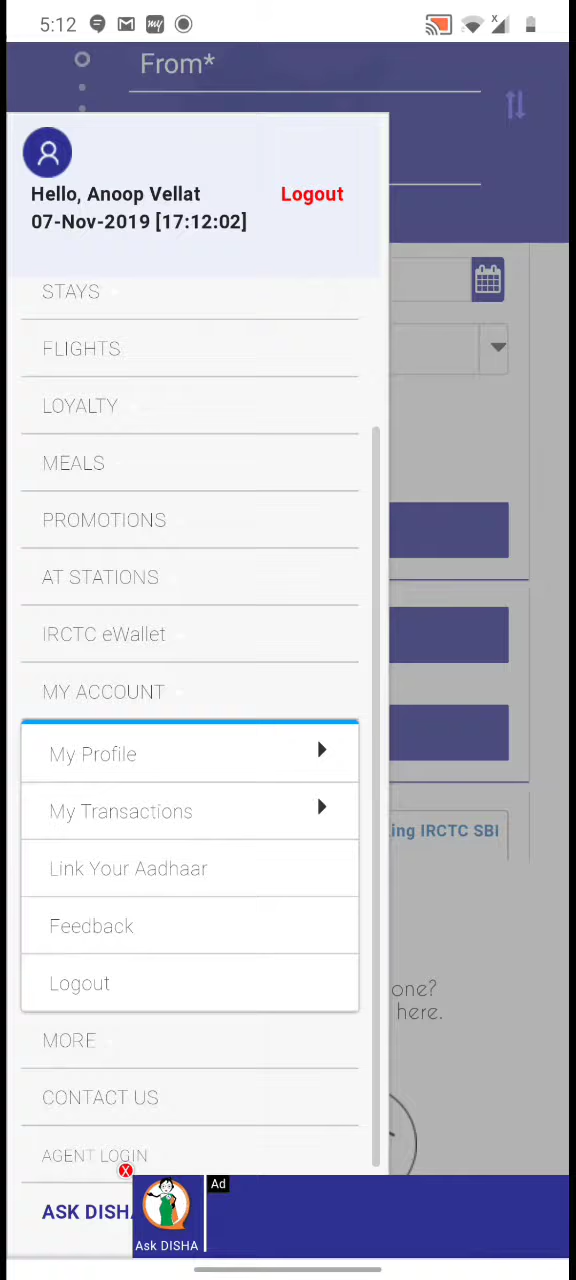 5:12
my
x
From*
Hello, Anoop Vellat
Logout
07-Nov-2019 [17:12:02]
STAYS
FLIGHTS
LOYALTY
MEALS
PROMOTIONS
AT STATIONS
IRCTC eWallet
MY ACCOUNT
My Profile
My Transactions
ing IRCTC SBI
Link Your Aadhaar
Feedback
Logout
one?
here.
MORE
CONTACT US
AGENT LOGIN
X
Ad
ASK DISHA
Ask DISHA